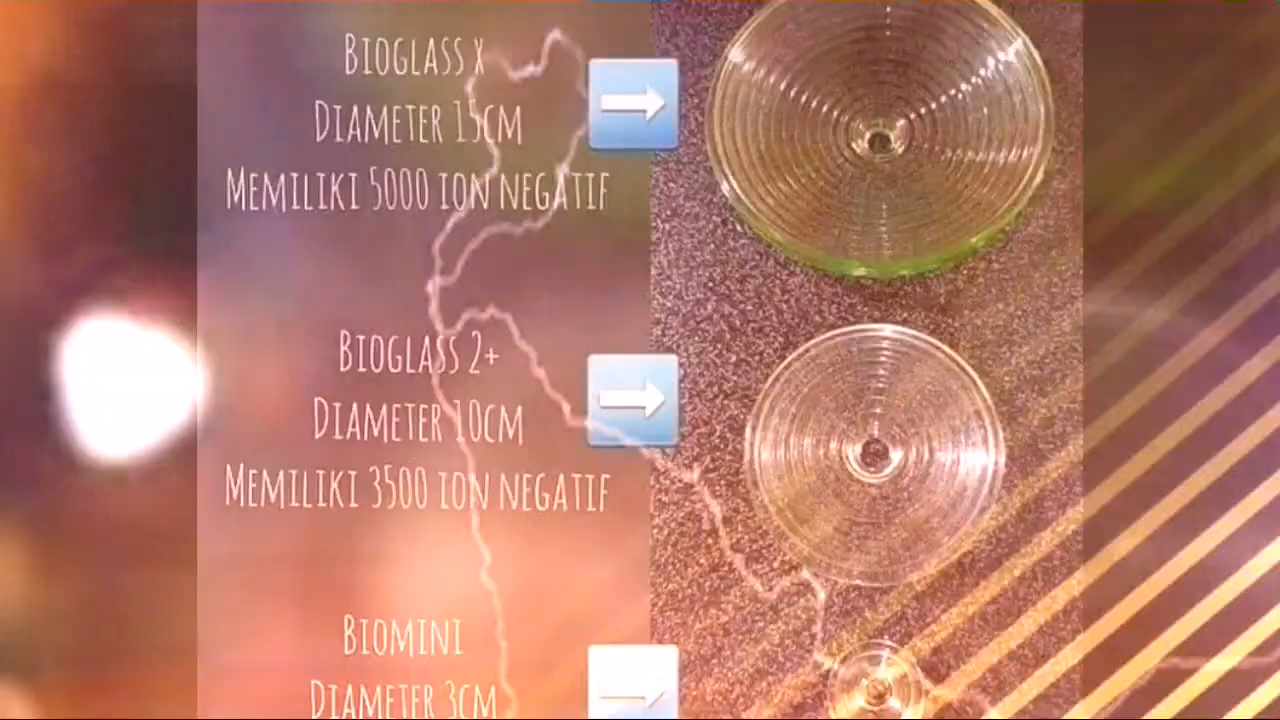 Bioglass x
Diameter 15cm
Memiliki 5000 ion negatif
Bioglass 2+
Diameter 10cm
Memiliki 3500 ion negatif
Biomini
Diameter 3cm